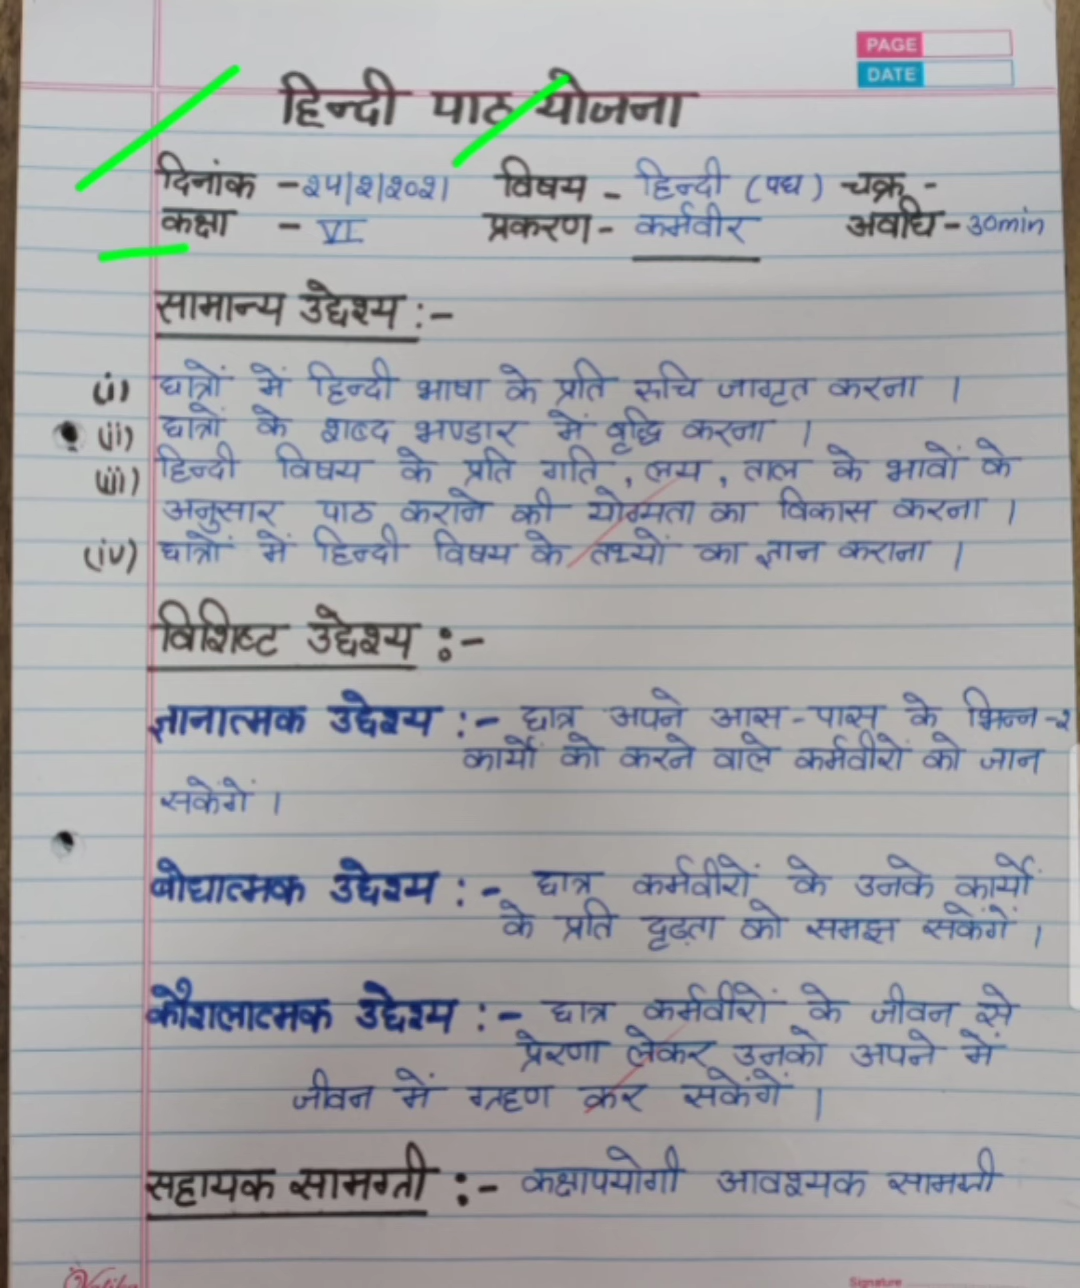 PAGE
DATE
हिन्दी पाठ योजना
दिनांक - २५/२/२०२१ विषय - हिन्दी (पद्य) चक्र -
कक्षा - VI प्रकरण - कर्मवीर अवधि - 30min
सामान्य उद्देश्य :-
(i) छात्रों में हिन्दी भाषा के प्रति रुचि जागृत करना ।
(ii) छात्रों के शब्द भण्डार में वृद्धि करना ।
(iii) हिन्दी विषय के प्रति गति, लय, ताल के भावों के
अनुसार पाठ कराने की योग्यता का विकास करना ।
(iv) छात्रों में हिन्दी विषय के तथ्यों का ज्ञान कराना ।
विशिष्ट उद्देश्य :-
ज्ञानात्मक उद्देश्य :- छात्र अपने आस-पास के भिन्न-२
कार्यों को करने वाले कर्मवीरों को जान
सकेगें ।
बोधात्मक उद्देश्य :- छात्र कर्मवीरों के उनके कार्यों
के प्रति दृढ़ता को समझ सकेंगें ।
कौशलात्मक उद्देश्य :- छात्र कर्मवीरों के जीवन से
प्रेरणा लेकर उनको अपने में
जीवन में ग्रहण कर सकेंगें ।
सहायक सामग्री :- कक्षापयोगी आवश्यक सामग्री
Signature